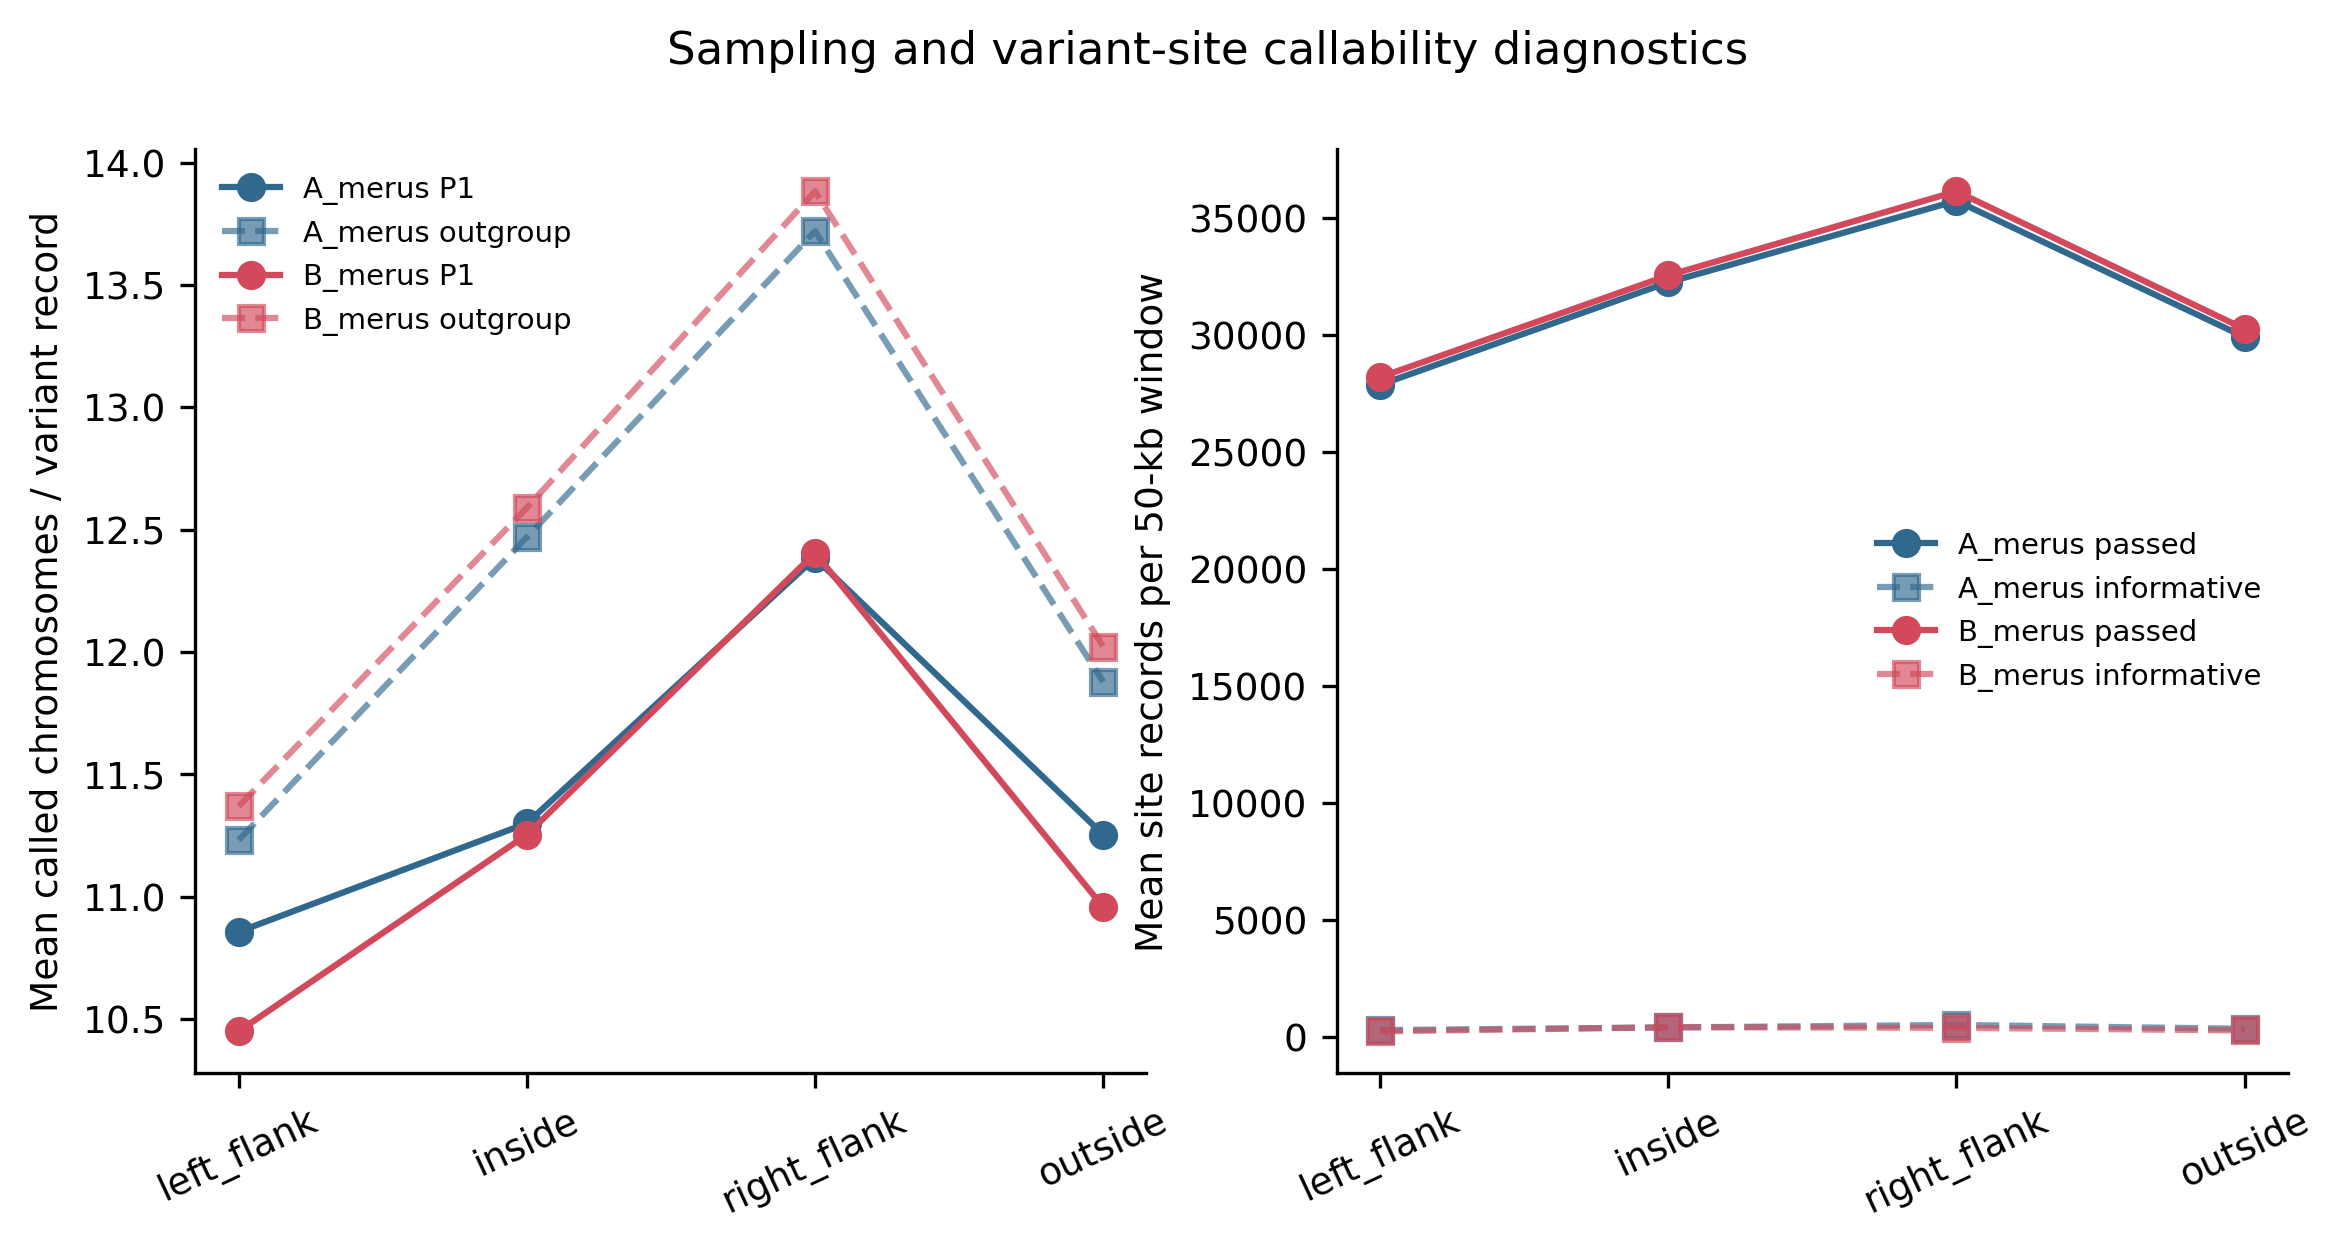 Sampling and variant-site callability diagnostics
Mean called chromosomes / variant record
14.0
13.5
13.0
12.5
12.0
11.5
11.0
10.5
A_merus P1
A_merus outgroup
B_merus P1
B_merus outgroup
left_flank
inside
right_flank
outside
Mean site records per 50-kb window
35000
30000
25000
20000
15000
10000
5000
0
A_merus passed
A_merus informative
B_merus passed
B_merus informative
left_flank
inside
right_flank
outside